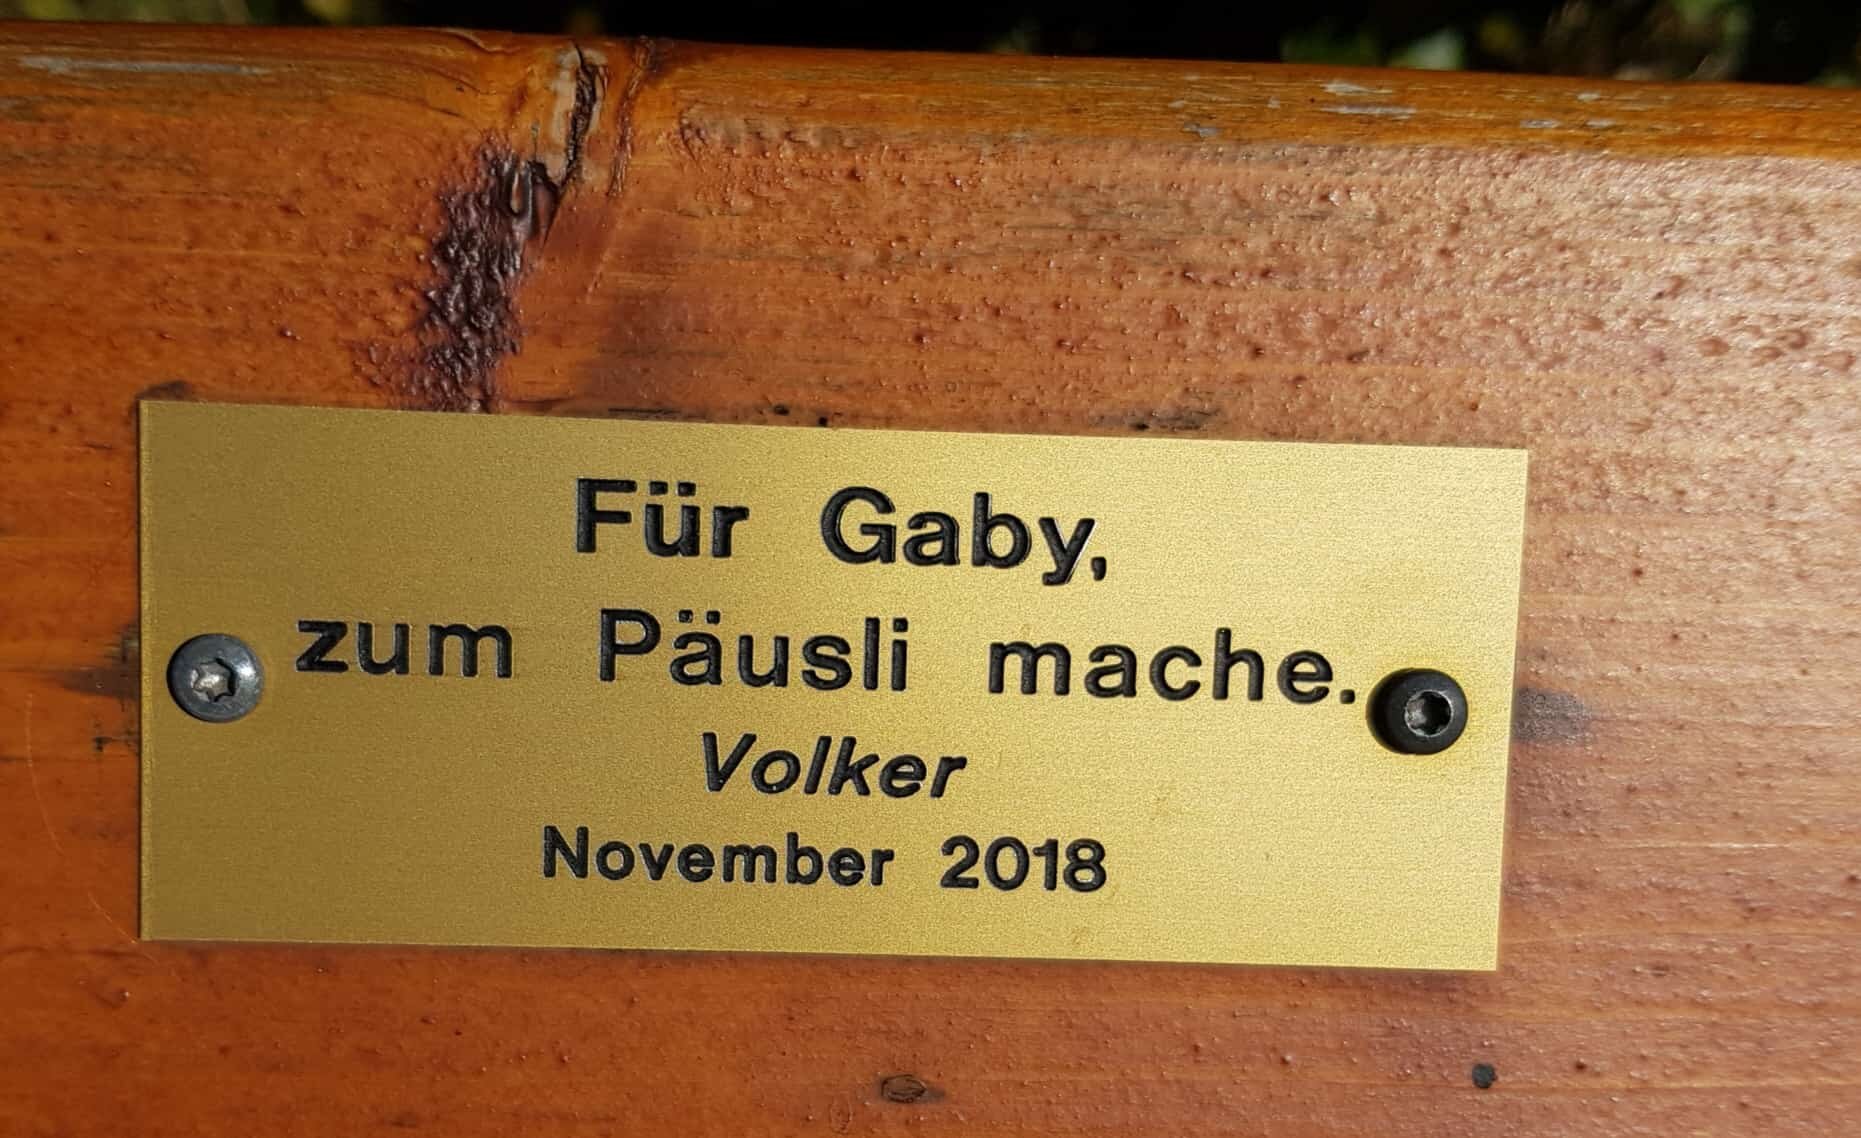 Für Gaby,
zum Päusli mache.
Volker
November 2018